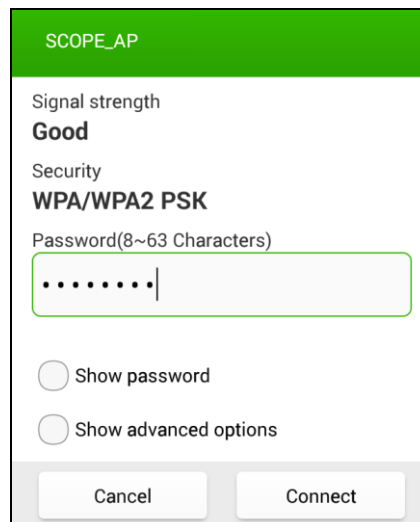 SCOPE_AP
Signal strength
Good
Security
WPA/WPA2 PSK
Password(8~63 Characters)
••••••••
Show password
Show advanced options
Cancel
Connect